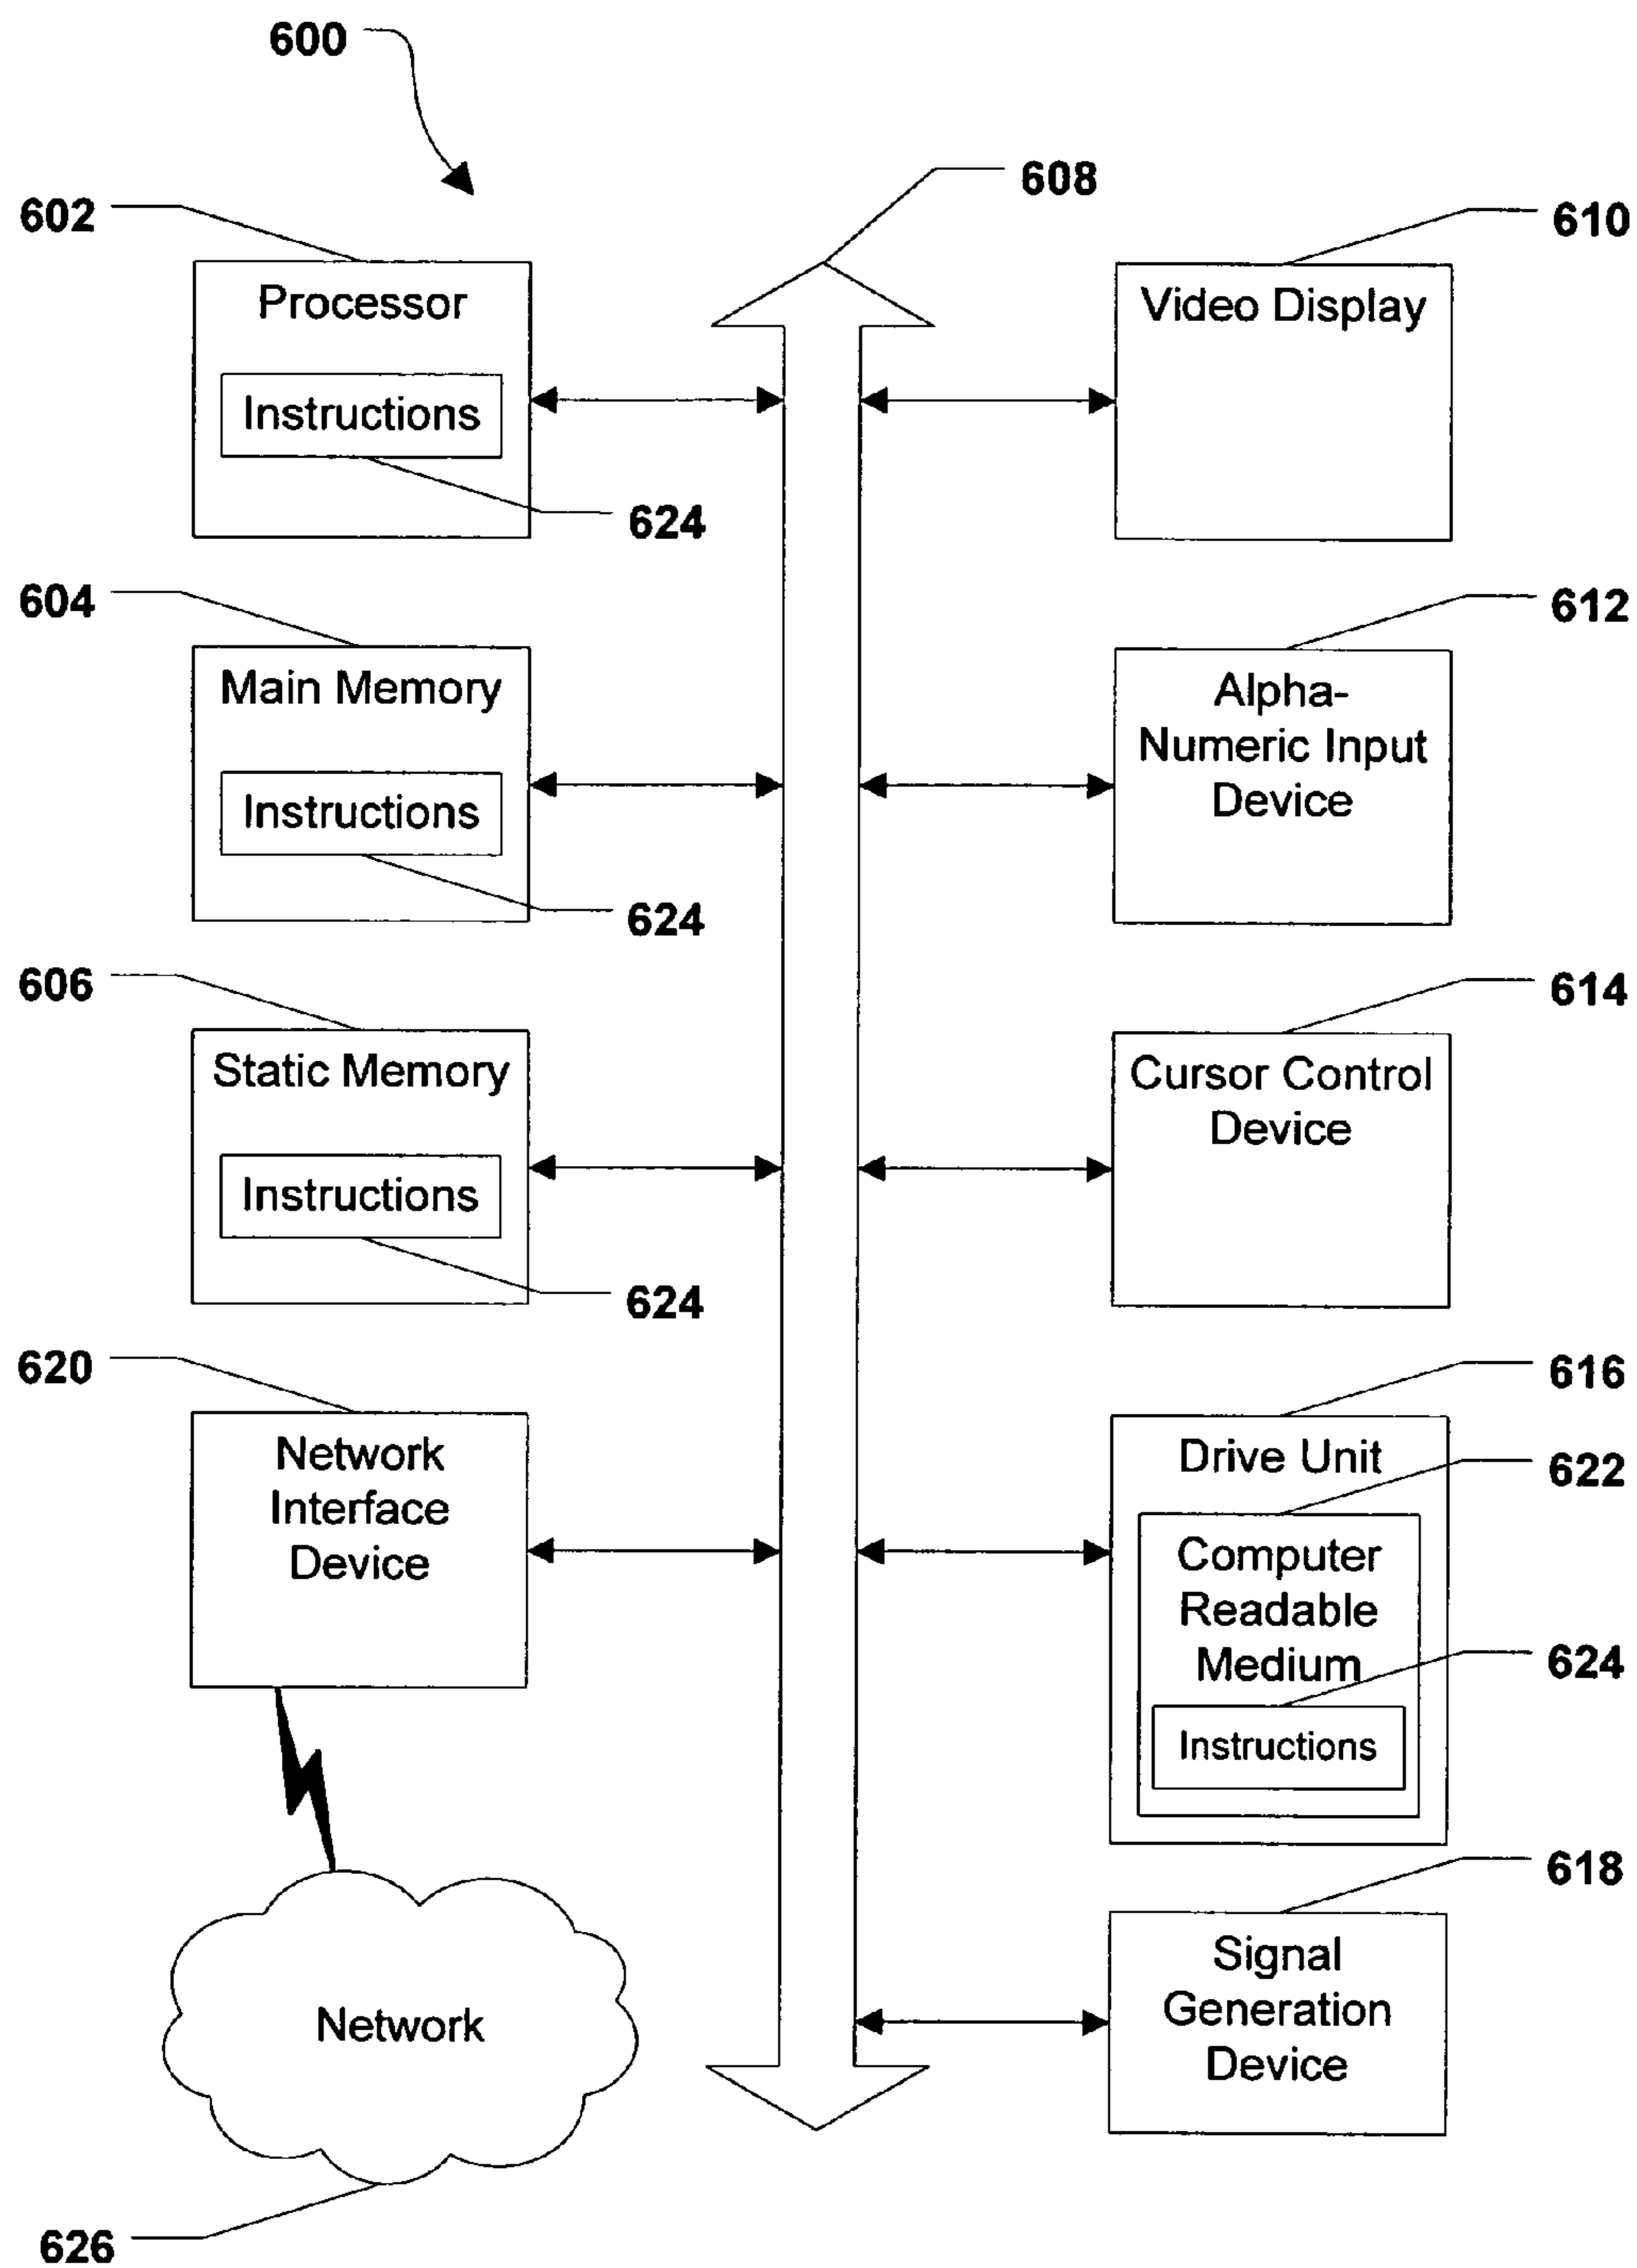 600
608
602
610
Processor
Video Display
Instructions
624
604
612
Main Memory
Alpha-
Numeric Input
Device
Instructions
624
606
614
Static Memory
Cursor Control
Device
Instructions
624
620
616
Network
Interface
Device
Drive Unit
622
Computer
Readable
Medium
624
Instructions
618
Network
Signal
Generation
Device
626